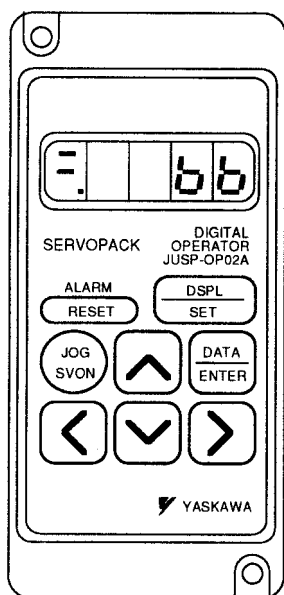 bb
SERVOPACK
DIGITAL
OPERATOR
JUSP-OP02A
ALARM
RESET
DSPL
SET
JOG
SVON
DATA
ENTER
YASKAWA